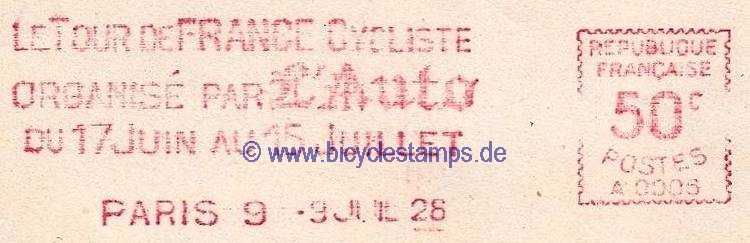 LE TOUR DE FRANCE CYCLISTE
ORGANISÉ PAR L'Auto
DU 17 JUIN AU 15 JUILLET
© www.bicyclestamps.de
PARIS 9 -9 JUIL 28
REPUBLIQUE
FRANÇAISE
50c
POSTES
A 0006